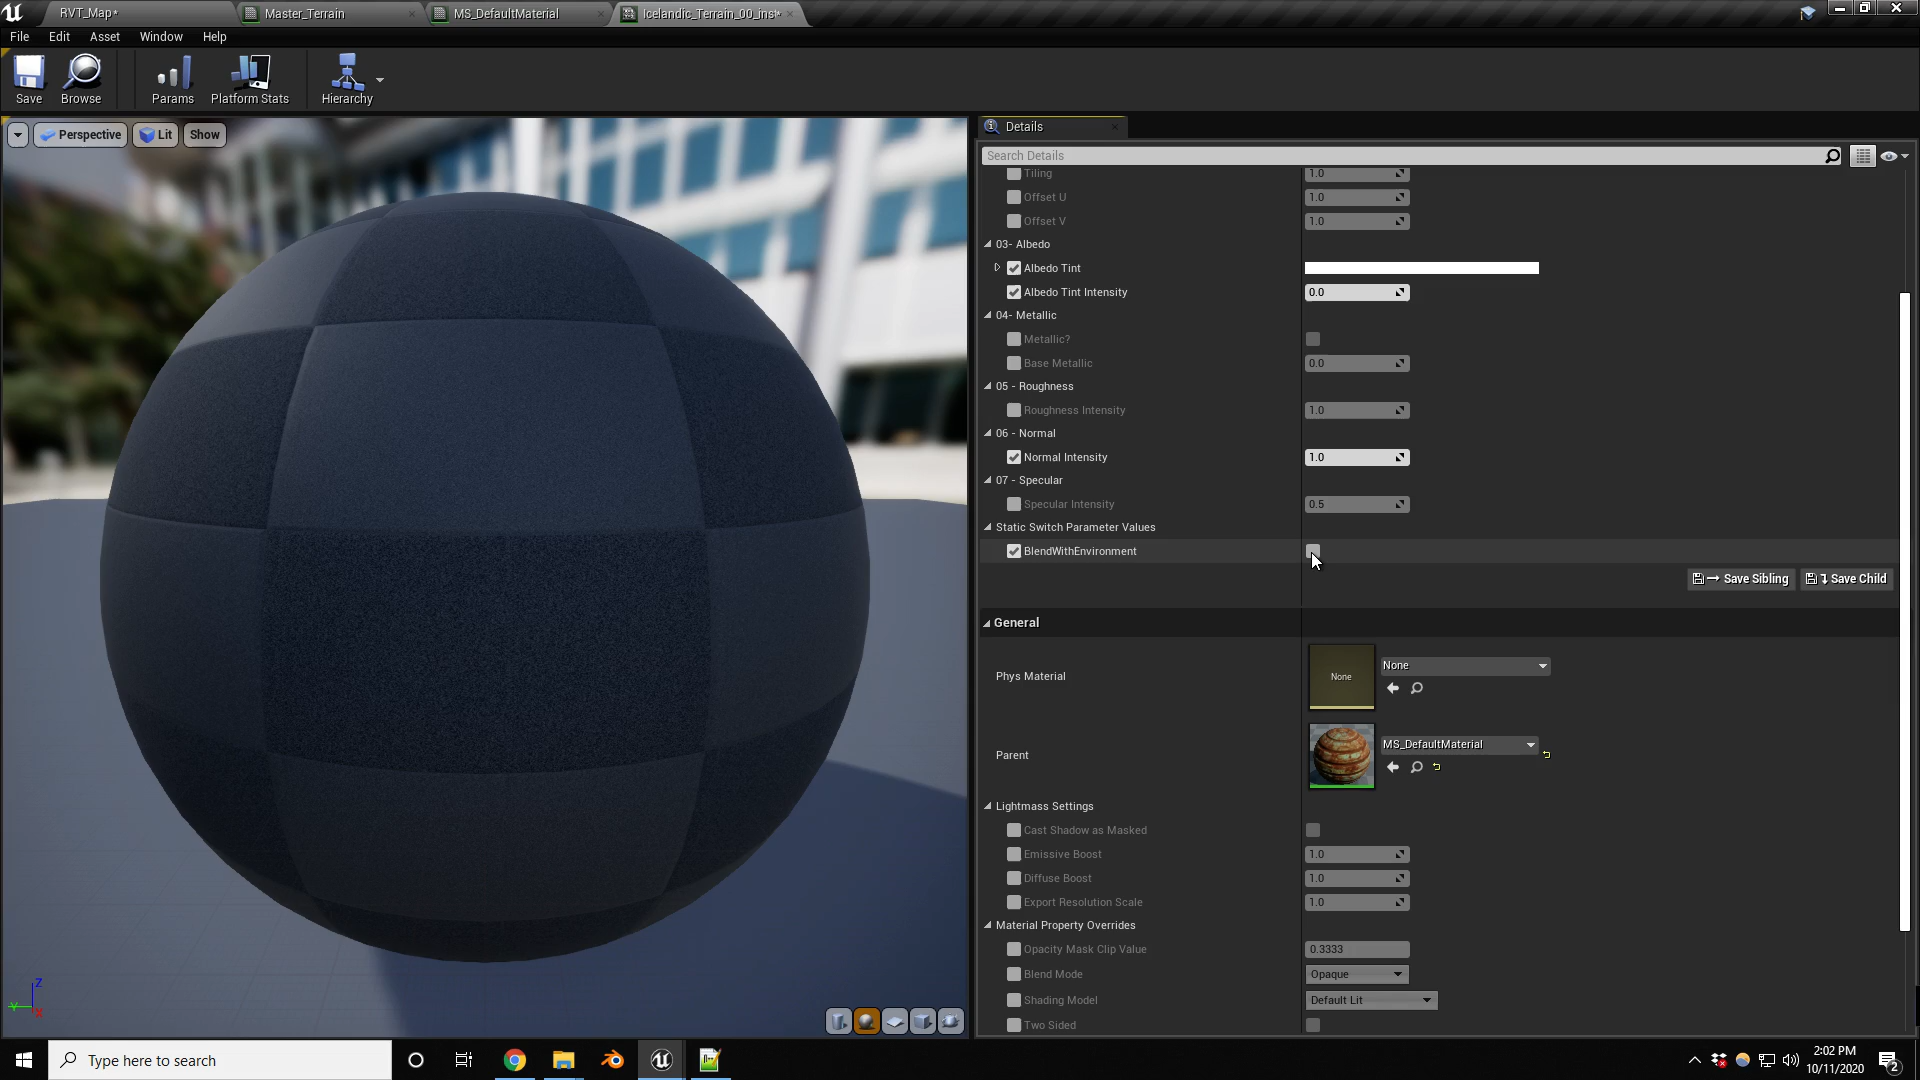 RVT_Map*
Master_Terrain
MS_DefaultMaterial
Icelandic_Terrain_00_inst*
File Edit Asset Window Help
Save
Browse
Params
Platform Stats
Hierarchy
Perspective
Lit
Show
Details
Search Details
Tiling 1.0
Offset U 1.0
Offset V 1.0
03- Albedo
Albedo Tint
Albedo Tint Intensity 0.0
04- Metallic
Metallic?
Base Metallic 0.0
05 - Roughness
Roughness Intensity 1.0
06 - Normal
Normal Intensity 1.0
07 - Specular
Specular Intensity 0.5
Static Switch Parameter Values
BlendWithEnvironment
Save Sibling
Save Child
General
Phys Material None None
Parent MS_DefaultMaterial
Lightmass Settings
Cast Shadow as Masked
Emissive Boost 1.0
Diffuse Boost 1.0
Export Resolution Scale 1.0
Material Property Overrides
Opacity Mask Clip Value 0.3333
Blend Mode Opaque
Shading Model Default Lit
Two Sided
Z
Y
X
Type here to search
2:02 PM
10/11/2020
2